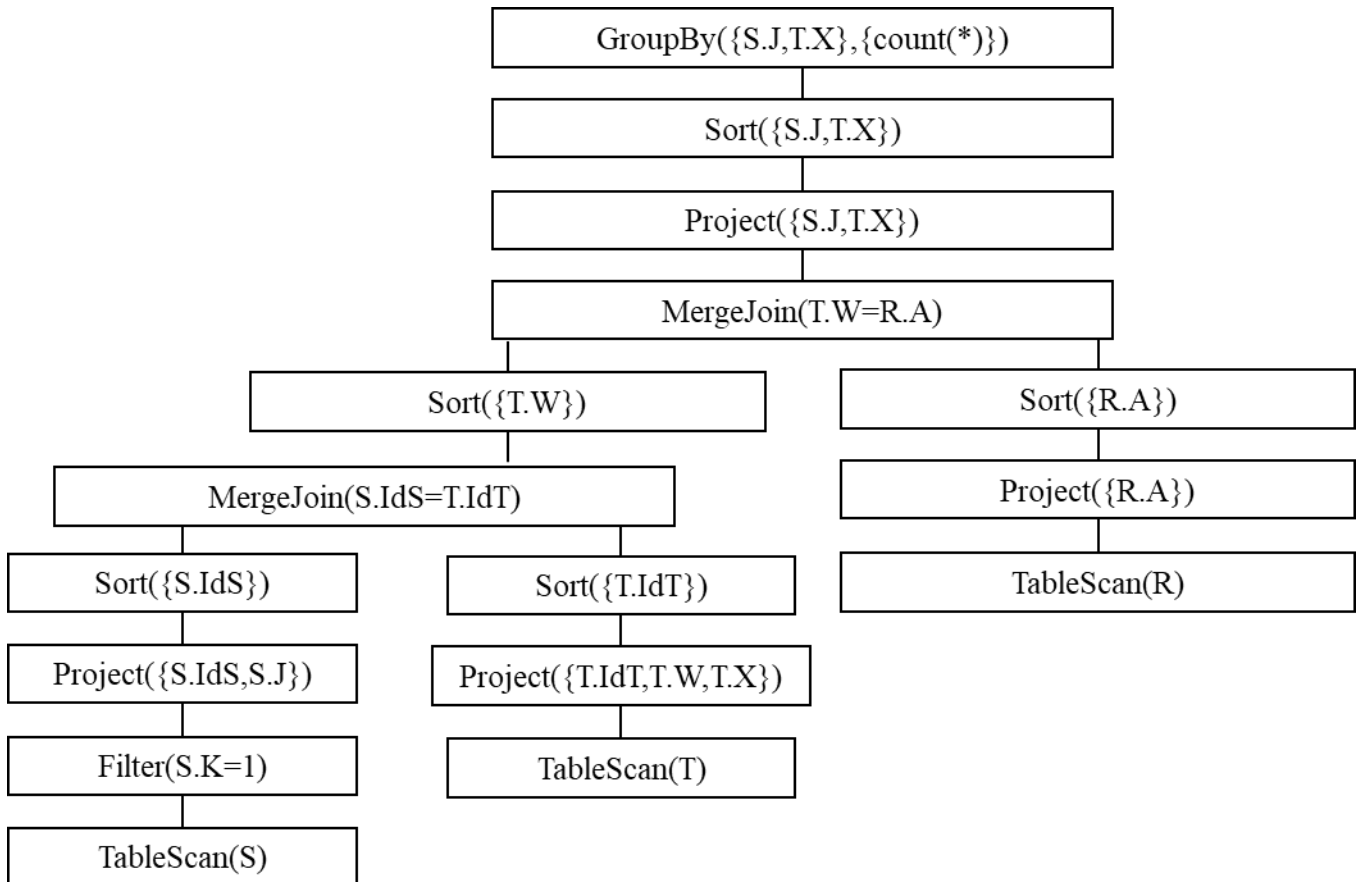 GroupBy({S.J,T.X},{count(*)})
Sort({S.J,T.X})
Project({S.J,T.X})
MergeJoin(T.W=R.A)
Sort({T.W})
Sort({R.A})
MergeJoin(S.IdS=T.IdT)
Project({R.A})
Sort({S.IdS})
Sort({T.IdT})
TableScan(R)
Project({S.IdS,S.J})
Project({T.IdT,T.W,T.X})
Filter(S.K=1)
TableScan(T)
TableScan(S)